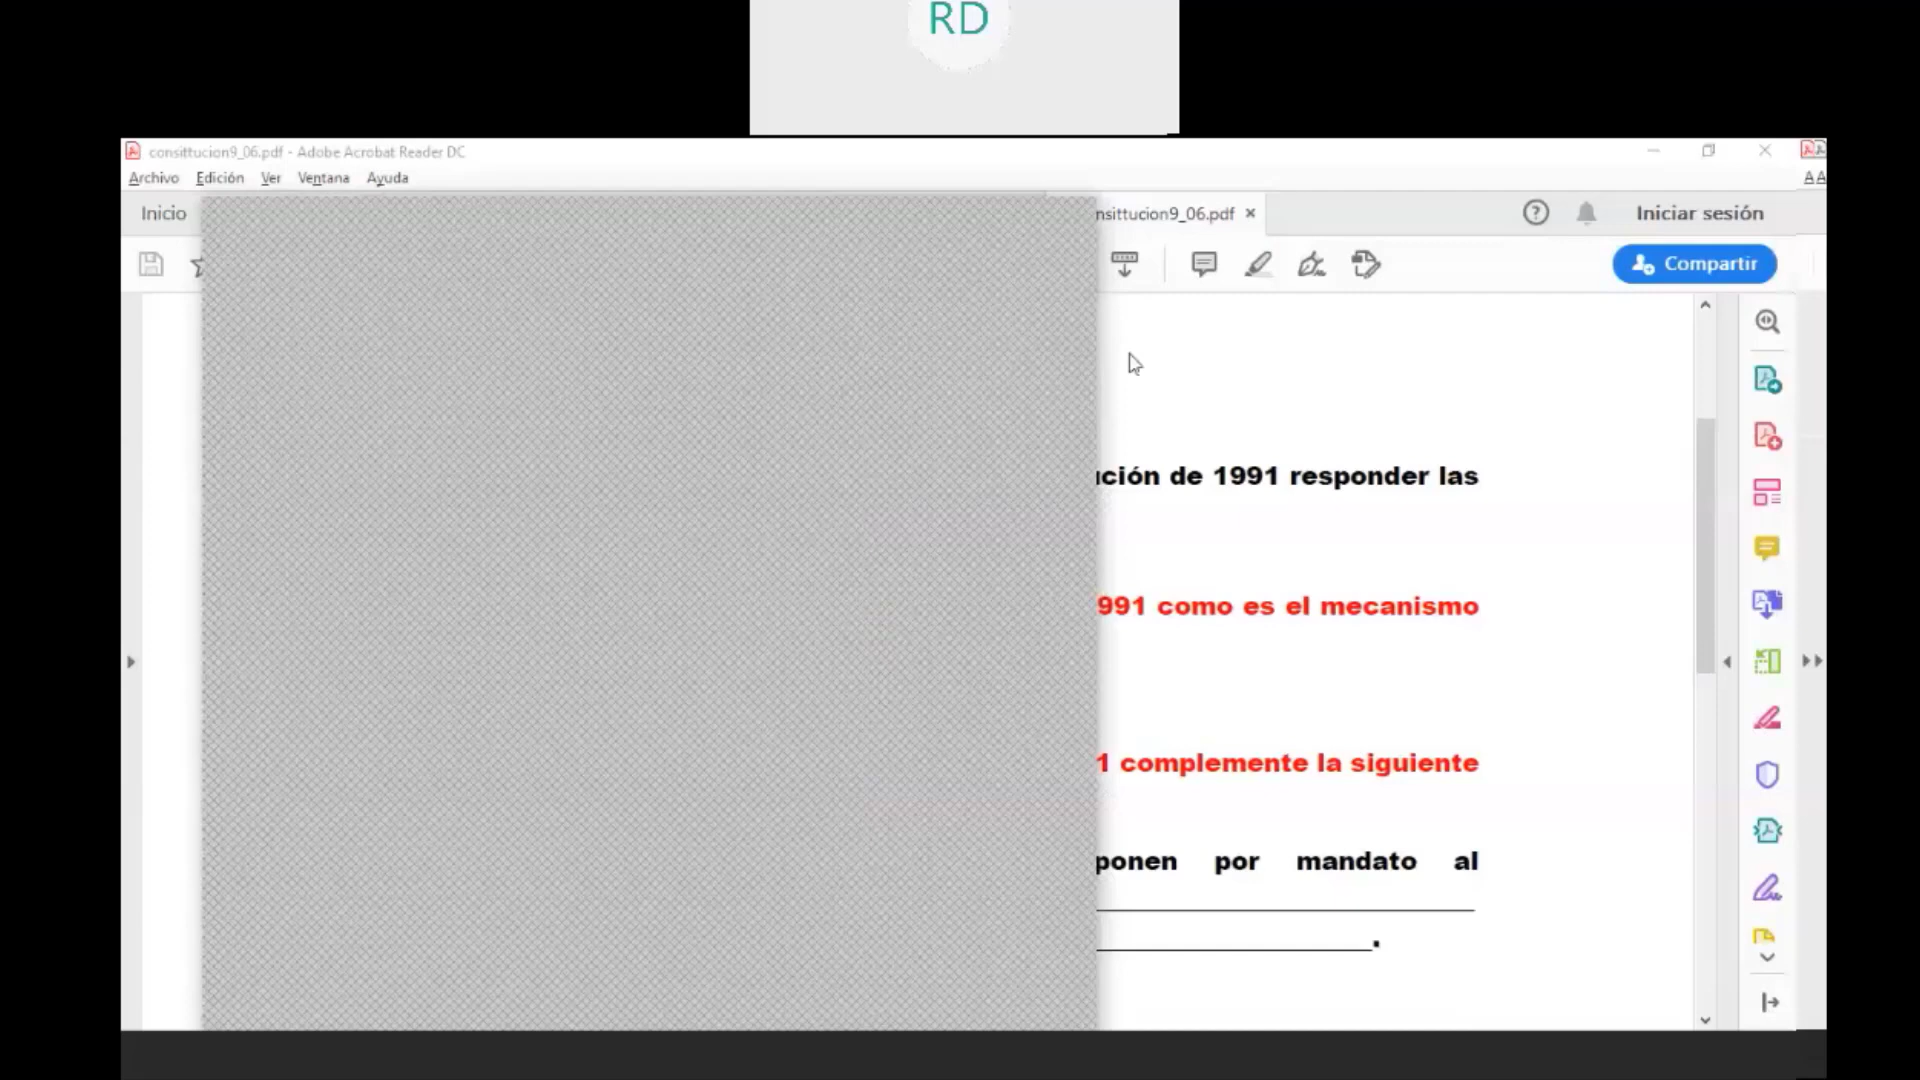 RD
consittucion9_06.pdf - Adobe Acrobat Reader DC
Archivo Edición Ver Ventana Ayuda
Inicio
nsittucion9_06.pdf
Iniciar sesión
Compartir
ución de 1991 responder las
991 como es el mecanismo
1 complemente la siguiente
ponen por mandato al
.